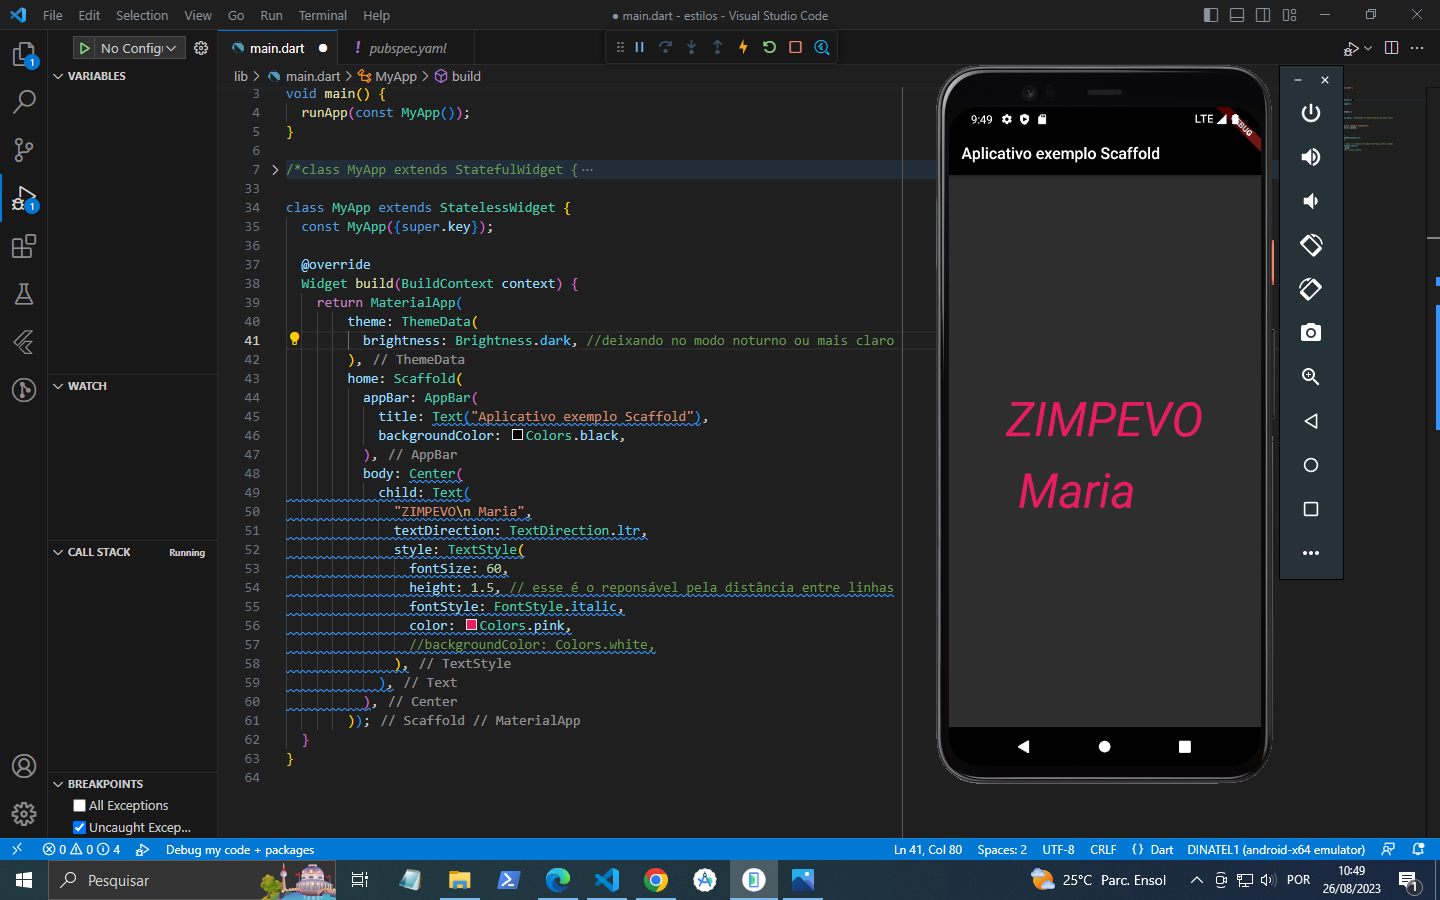 File Edit Selection View Go Run Terminal Help
● main.dart - estilos - Visual Studio Code
No Config
main.dart
! pubspec.yaml
lib > main.dart > MyApp > build
VARIABLES
WATCH
CALL STACK Running
BREAKPOINTS
All Exceptions
Uncaught Excep...
3 void main() {
4 runApp(const MyApp());
5 }
6
7 /*class MyApp extends StatefulWidget {···
33
34 class MyApp extends StatelessWidget {
35 const MyApp({super.key});
36
37 @override
38 Widget build(BuildContext context) {
39 return MaterialApp(
40 theme: ThemeData(
41 brightness: Brightness.dark, //deixando no modo noturno ou mais claro
42 ), // ThemeData
43 home: Scaffold(
44 appBar: AppBar(
45 title: Text("Aplicativo exemplo Scaffold"),
46 backgroundColor: Colors.black,
47 ), // AppBar
48 body: Center(
49 child: Text(
50 "ZIMPEVO\n Maria",
51 textDirection: TextDirection.ltr,
52 style: TextStyle(
53 fontSize: 60,
54 height: 1.5, // esse é o reponsável pela distância entre linhas
55 fontStyle: FontStyle.italic,
56 color: Colors.pink,
57 //backgroundColor: Colors.white,
58 ), // TextStyle
59 ), // Text
60 ), // Center
61 )); // Scaffold // MaterialApp
62 }
63 }
64
9:49 LTE
Aplicativo exemplo Scaffold
ZIMPEVO
Maria
1
1
0 0 4 Debug my code + packages
Ln 41, Col 80 Spaces: 2 UTF-8 CRLF {} Dart DINATEL1 (android-x64 emulator)
Pesquisar
25°C Parc. Ensol
POR
10:49
26/08/2023
1